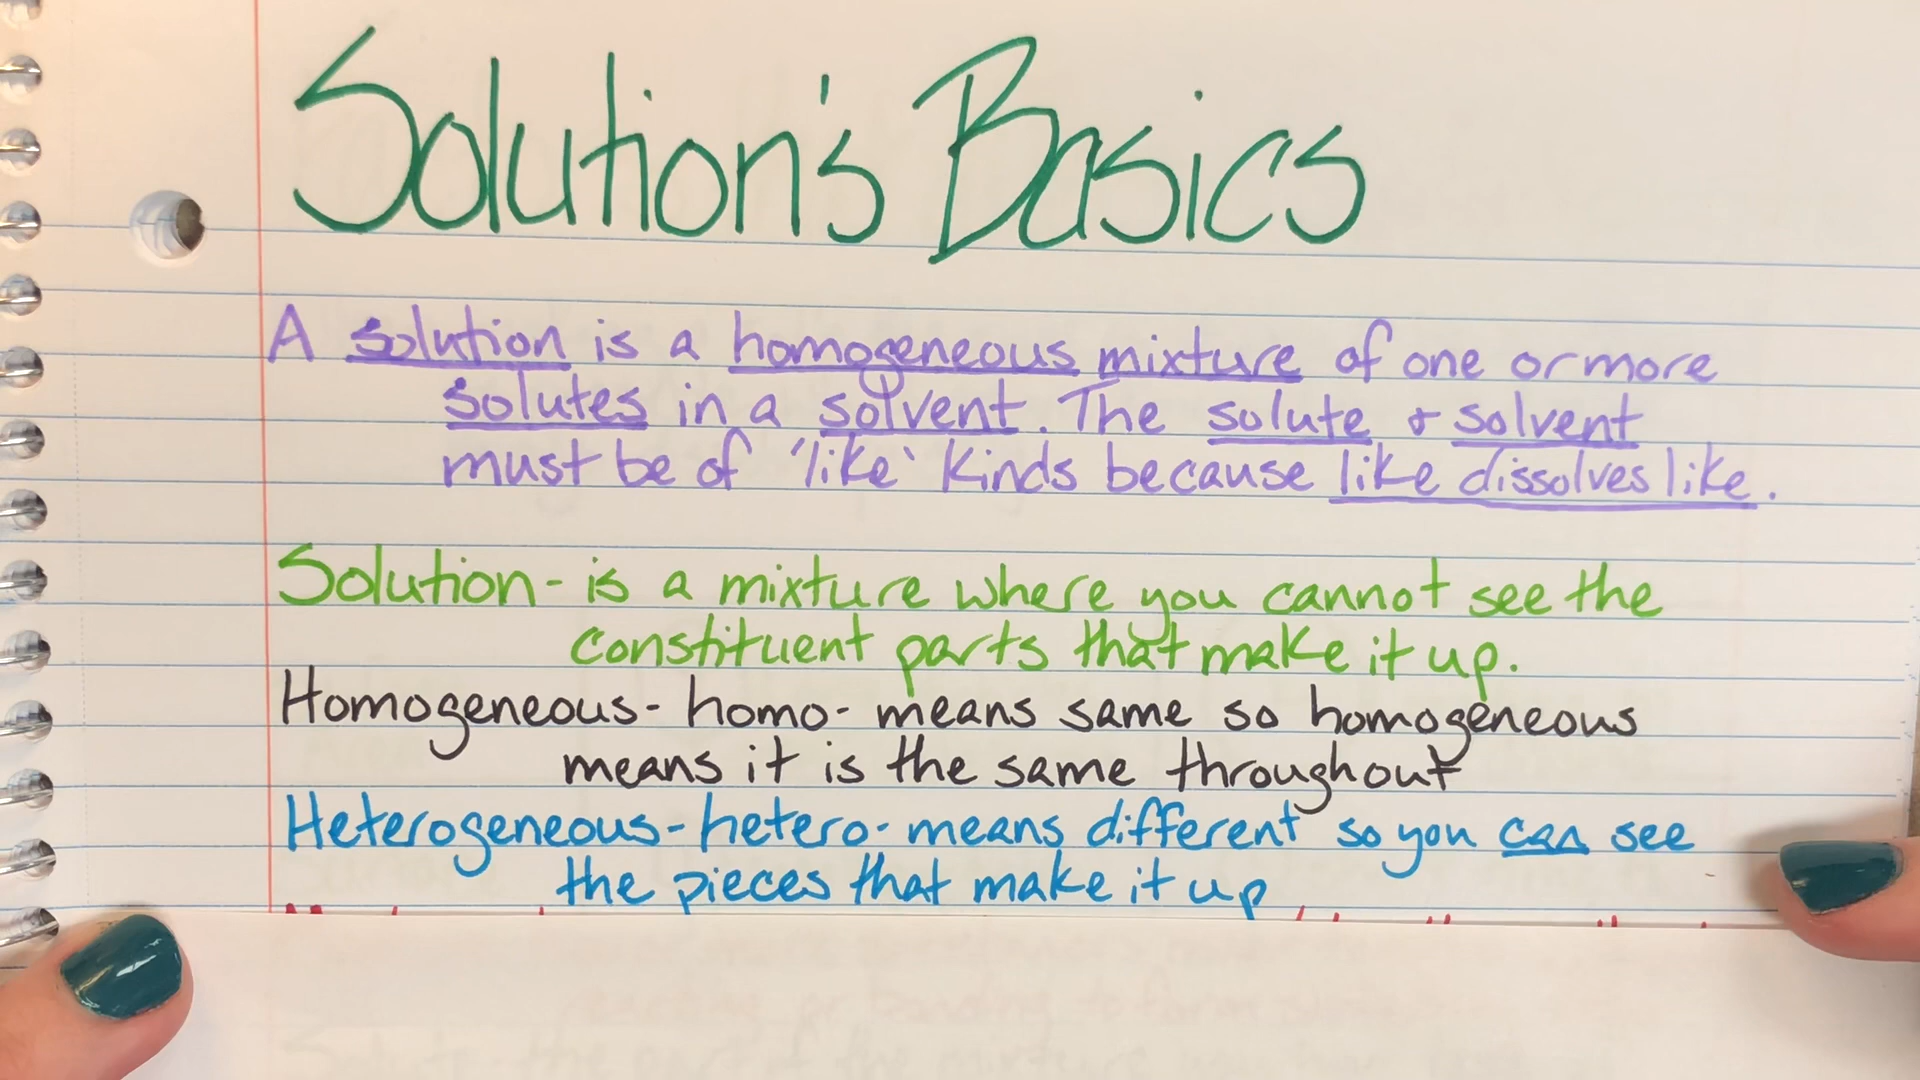 Solution's Basics
A solution is a homogeneous mixture of one or more
solutes in a solvent. The solute & solvent
must be of 'like' kinds because like dissolves like.
Solution - is a mixture where you cannot see the
constituent parts that make it up.
Homogeneous - homo - means same so homogeneous
means it is the same throughout
Heterogeneous - hetero - means different so you can see
the pieces that make it up